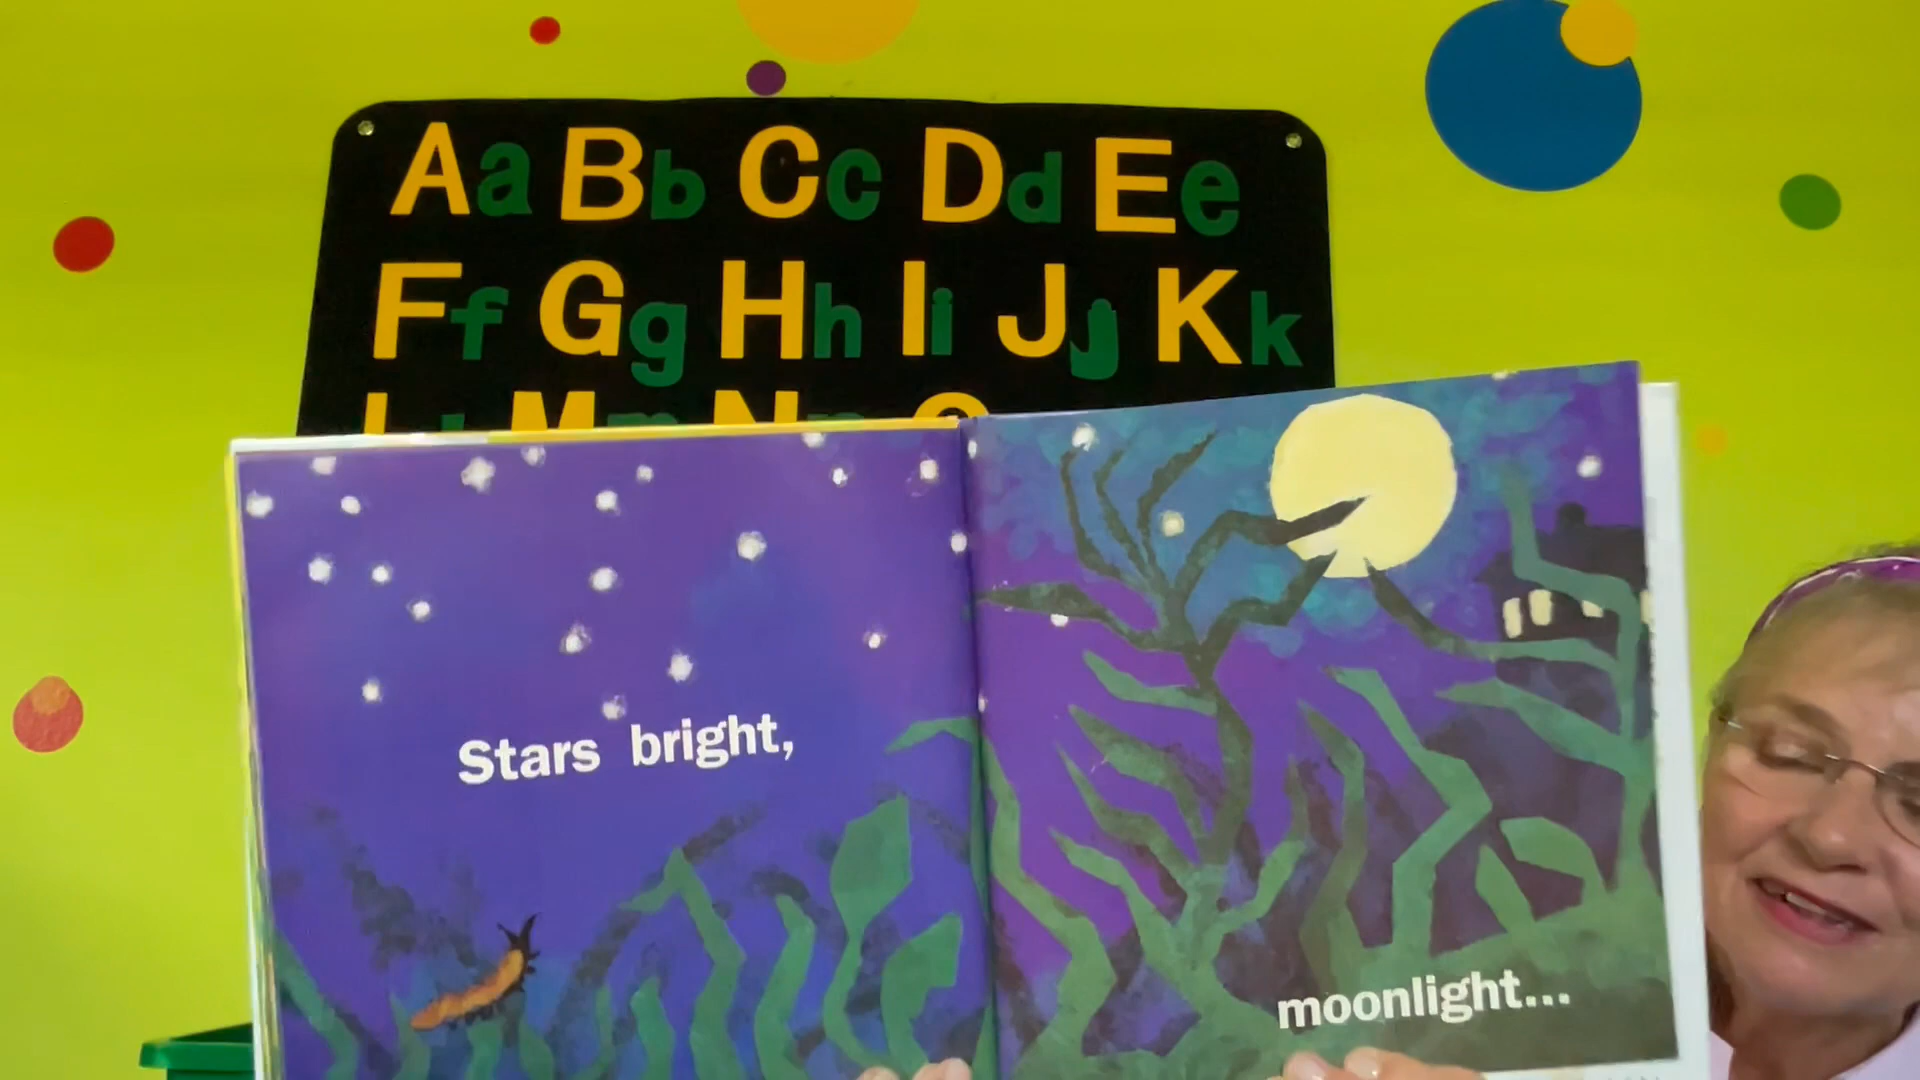 Aa Bb Cc Dd Ee
Ff Gg Hh Ii Jj Kk
Stars bright,
moonlight...